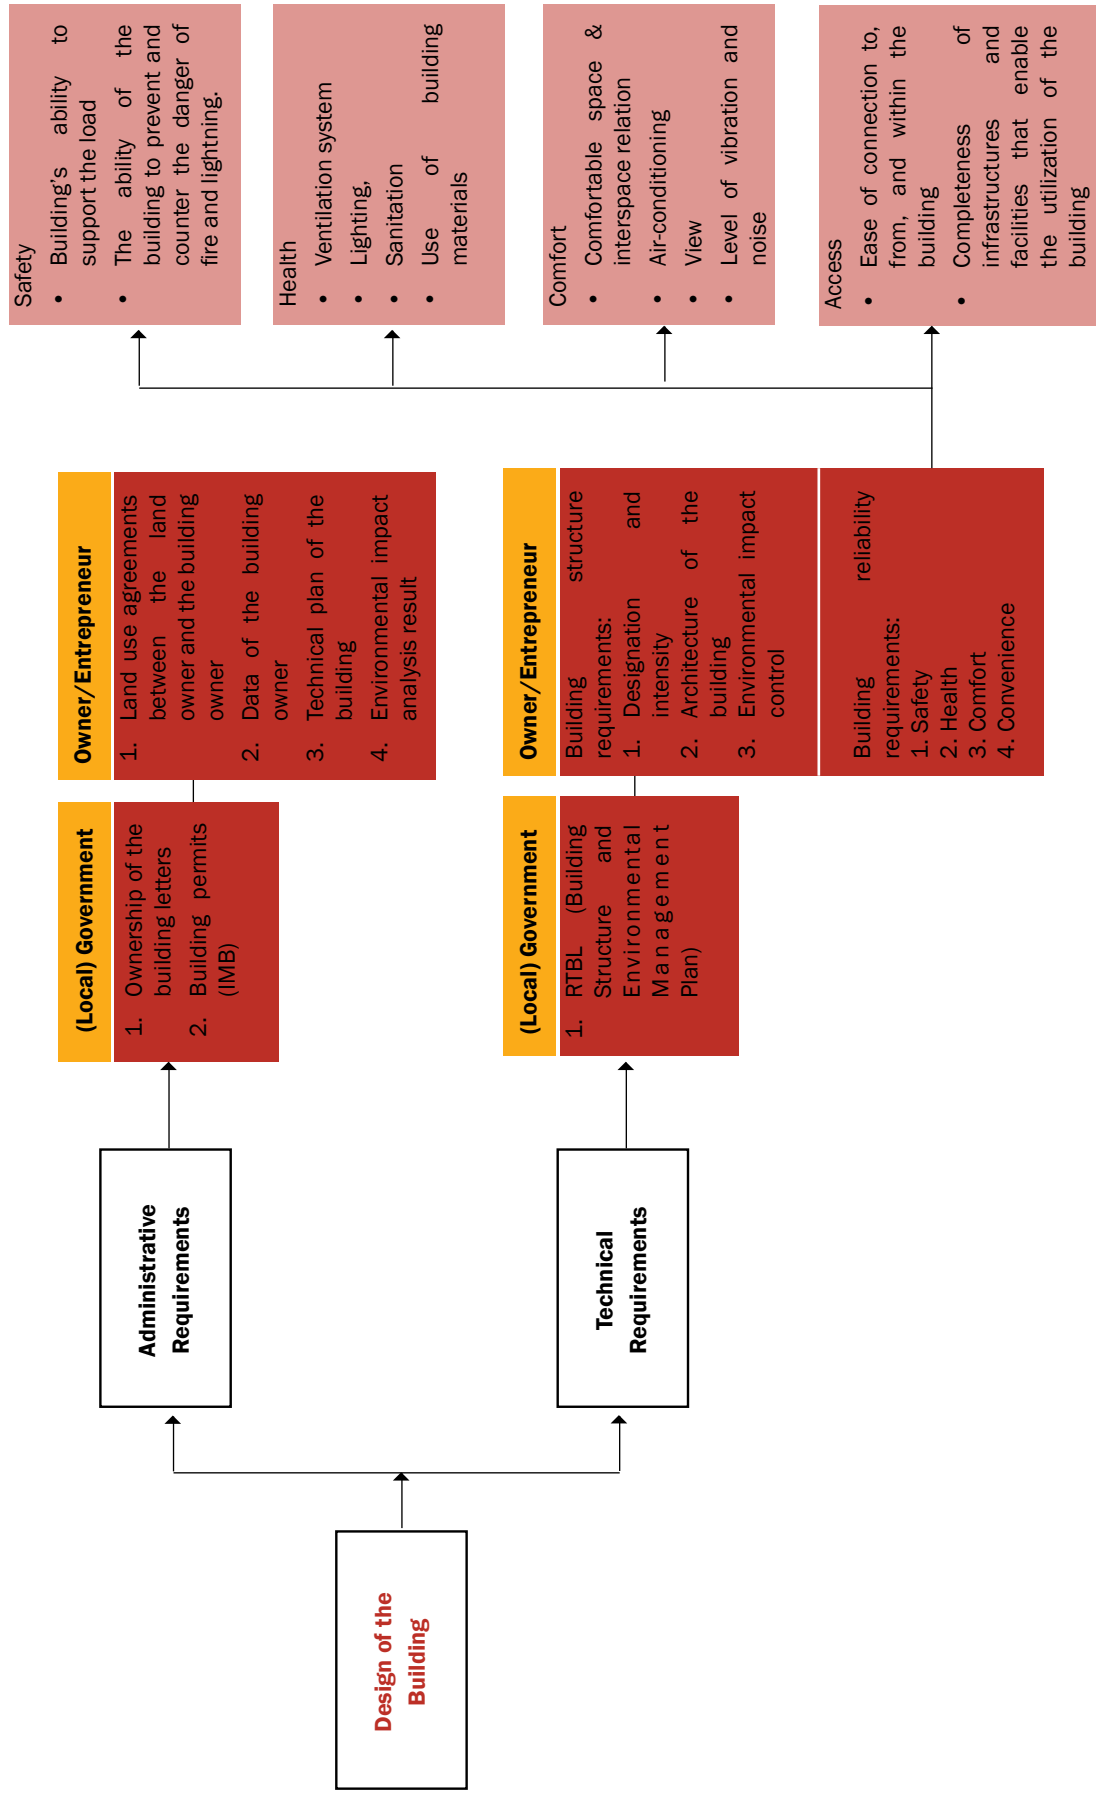 Design of the
Building
Administrative
Requirements
Technical
Requirements
(Local) Government
1. Ownership of the
building letters
2. Building permits
(IMB)
Owner/Entrepreneur
1. Land use agreements
between the land
owner and the building
owner
2. Data of the building
owner
3. Technical plan of the
building
4. Environmental impact
analysis result
(Local) Government
1. RTBL (Building
Structure and
Environmental
Management
Plan)
Owner/Entrepreneur
Building structure
requirements:
1. Designation and
intensity
2. Architecture of the
building
3. Environmental impact
control
Building reliability
requirements:
1. Safety
2. Health
3. Comfort
4. Convenience
Safety
• Building's ability to
support the load
• The ability of the
building to prevent and
counter the danger of
fire and lightning.
Health
• Ventilation system
• Lighting,
• Sanitation
• Use of building
materials
Comfort
• Comfortable space &
interspace relation
• Air-conditioning
• View
• Level of vibration and
noise
Access
• Ease of connection to,
from, and within the
building
• Completeness of
infrastructures and
facilities that enable
the utilization of the
building